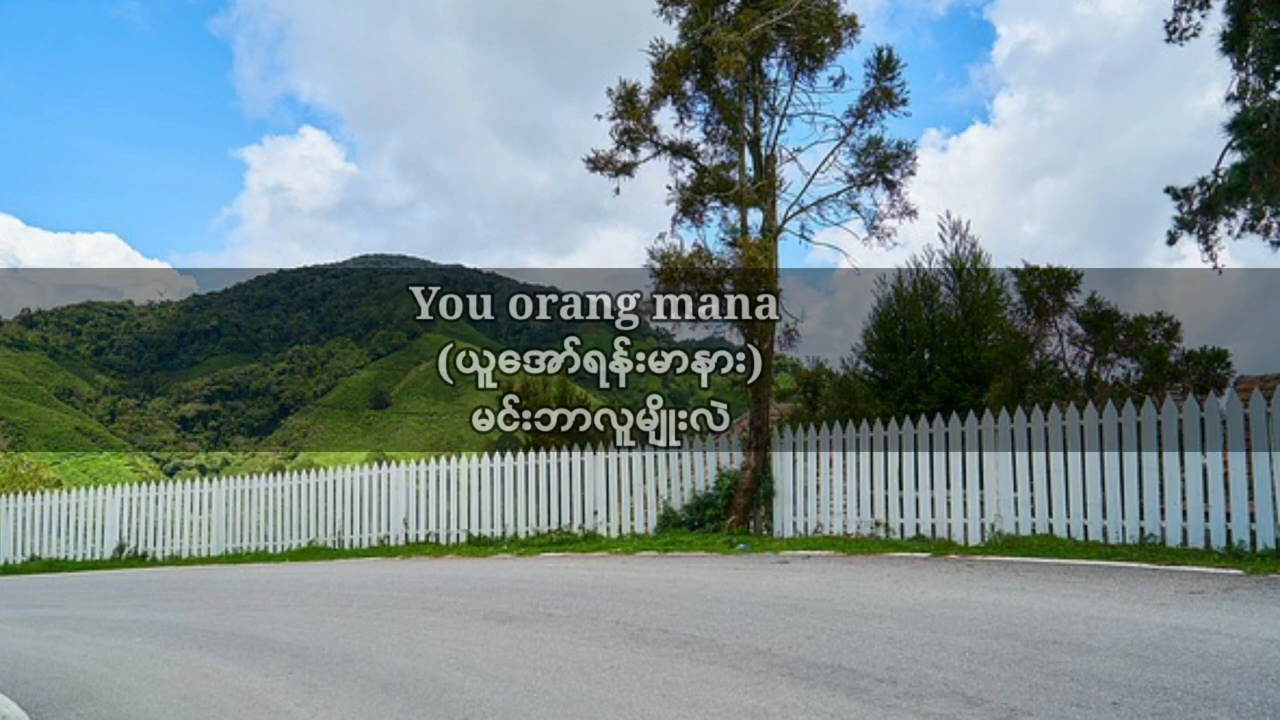 You orang mana
(ယူအော်ရန်းမာနား)
မင်းဘာလူမျိုးလဲ